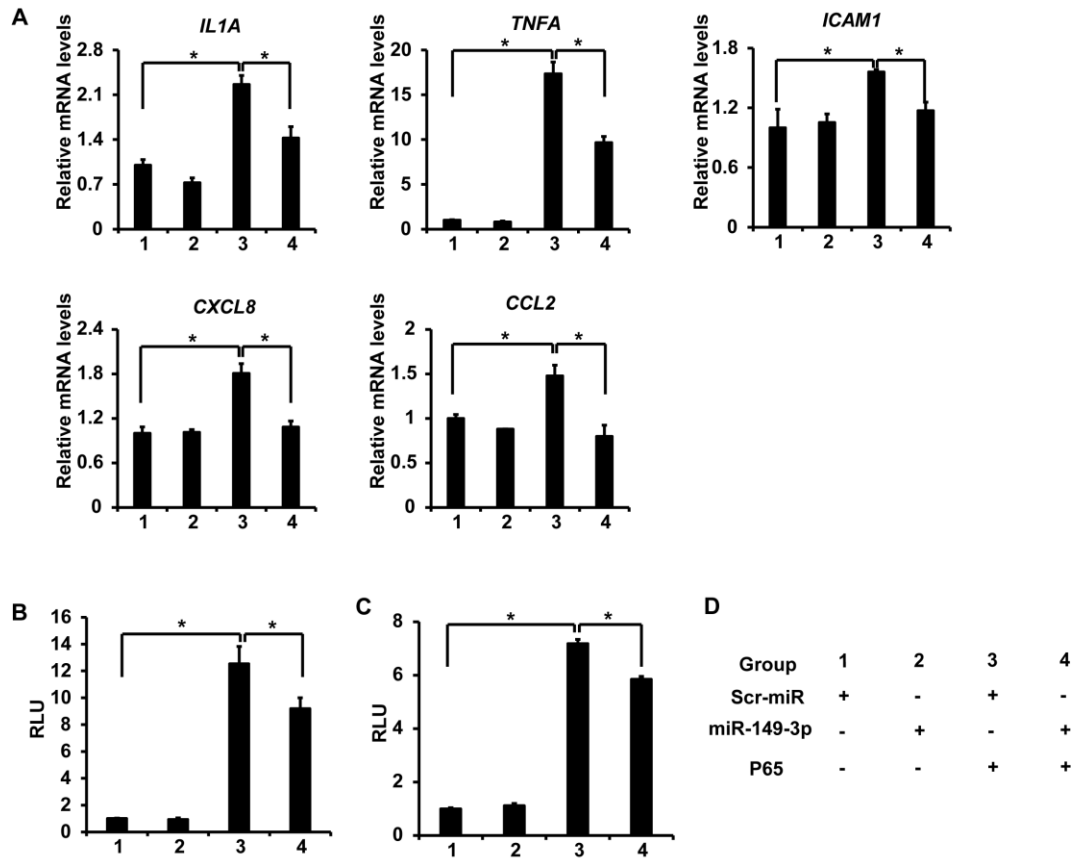 A
IL1A
Relative mRNA levels
2.8
2.1
1.4
0.7
0
* *
1 2 3 4
TNFA
Relative mRNA levels
20
15
10
5
0
* *
1 2 3 4
ICAM1
Relative mRNA levels
1.8
1.2
0.6
0
* *
1 2 3 4
CXCL8
Relative mRNA levels
2.4
1.8
1.2
0.6
0
* *
1 2 3 4
CCL2
Relative mRNA levels
2
1.5
1
0.5
0
* *
1 2 3 4
B
RLU
16
14
12
10
8
6
4
2
0
* *
1 2 3 4
C
RLU
8
6
4
2
0
* *
1 2 3 4
D
Group 1 2 3 4
Scr-miR + - + -
miR-149-3p - + - +
P65 - - + +